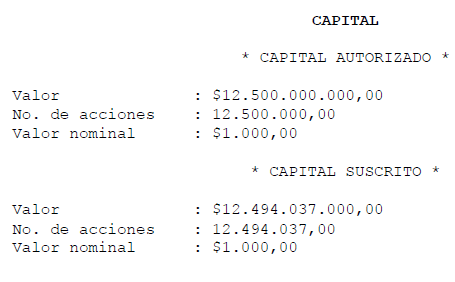 CAPITAL
* CAPITAL AUTORIZADO *
Valor : $12.500.000.000,00
No. de acciones : 12.500.000,00
Valor nominal : $1.000,00
* CAPITAL SUSCRITO *
Valor : $12.494.037.000,00
No. de acciones : 12.494.037,00
Valor nominal : $1.000,00